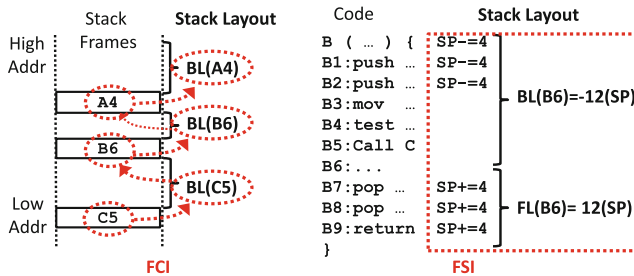 Stack
Frames
Stack Layout
High
Addr
BL(A4)
A4
BL(B6)
B6
BL(C5)
Low
Addr
C5
FCI
Code
Stack Layout
B ( … ) {
SP-=4
B1:push …
SP-=4
B2:push …
SP-=4
B3:mov …
B4:test …
BL(B6)=-12(SP)
B5:Call C
B6:...
B7:pop …
SP+=4
B8:pop …
SP+=4
FL(B6)= 12(SP)
B9:return
SP+=4
}
FSI